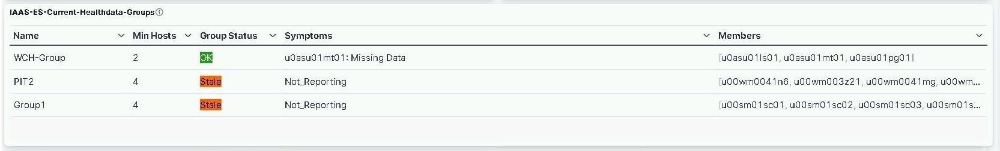 IAAS-ES-Current-Healthdata-Groups
Name Min Hosts Group Status Symptoms Members
WCH-Group 2 OK u0asu01mt01: Missing Data [u0asu01ls01, u0asu01mt01, u0asu01pg01]
PIT2 4 Stale Not_Reporting [u00wm0041n6, u00wm003z21, u00wm0041mg, u00wm...
Group1 4 Stale Not_Reporting [u00sm01sc01, u00sm01sc02, u00sm01sc03, u00sm01s...